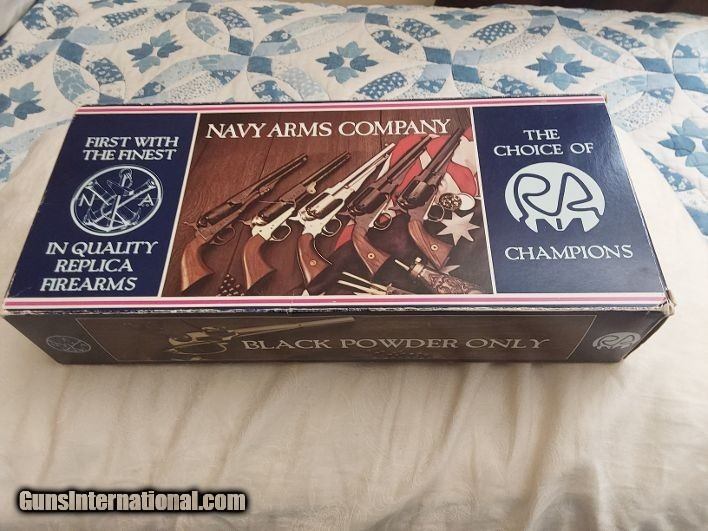 FIRST WITH
THE FINEST
N A
IN QUALITY
REPLICA
FIREARMS
NAVY ARMS COMPANY
THE
CHOICE OF
CHAMPIONS
BLACK POWDER ONLY
GunsInternational.com